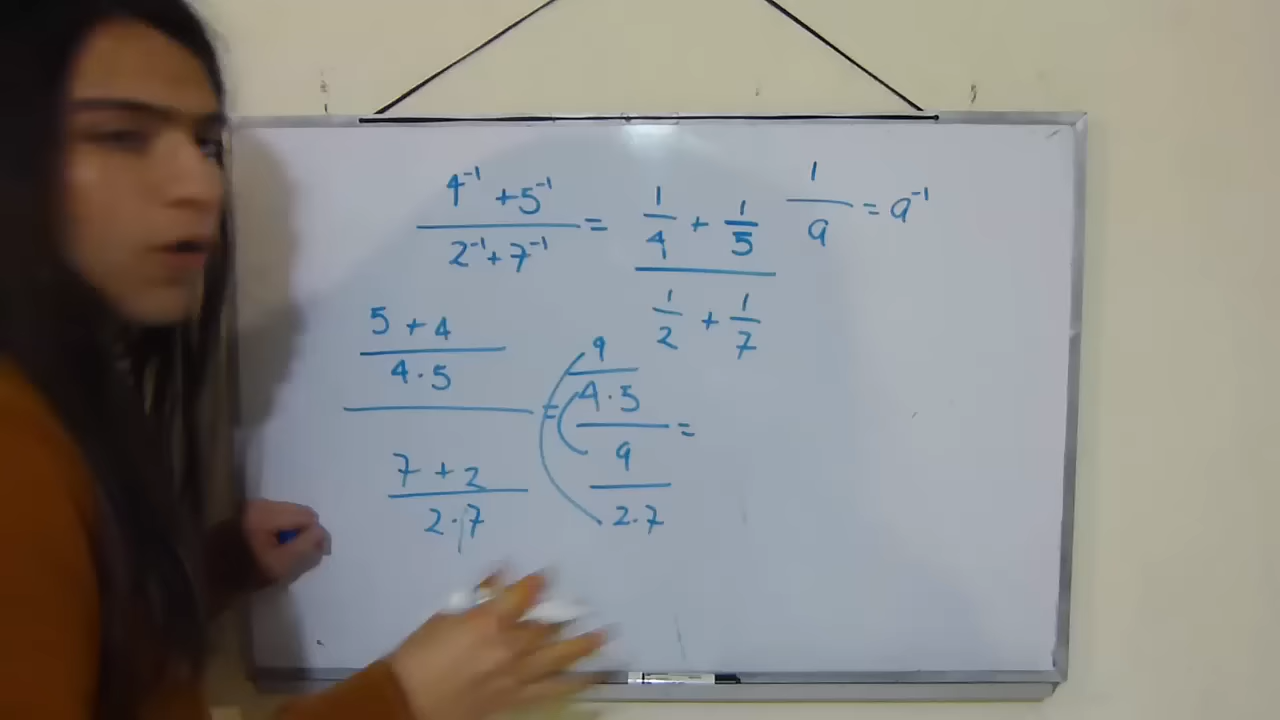 4⁻¹ + 5⁻¹ / 2⁻¹ + 7⁻¹ = 1/4 + 1/5 / 1/2 + 1/7
1/a = a⁻¹
5 + 4 / 4 · 5 / 7 + 2 / 2 · 7 = 9 / 4 · 5 / 9 / 2 · 7 =